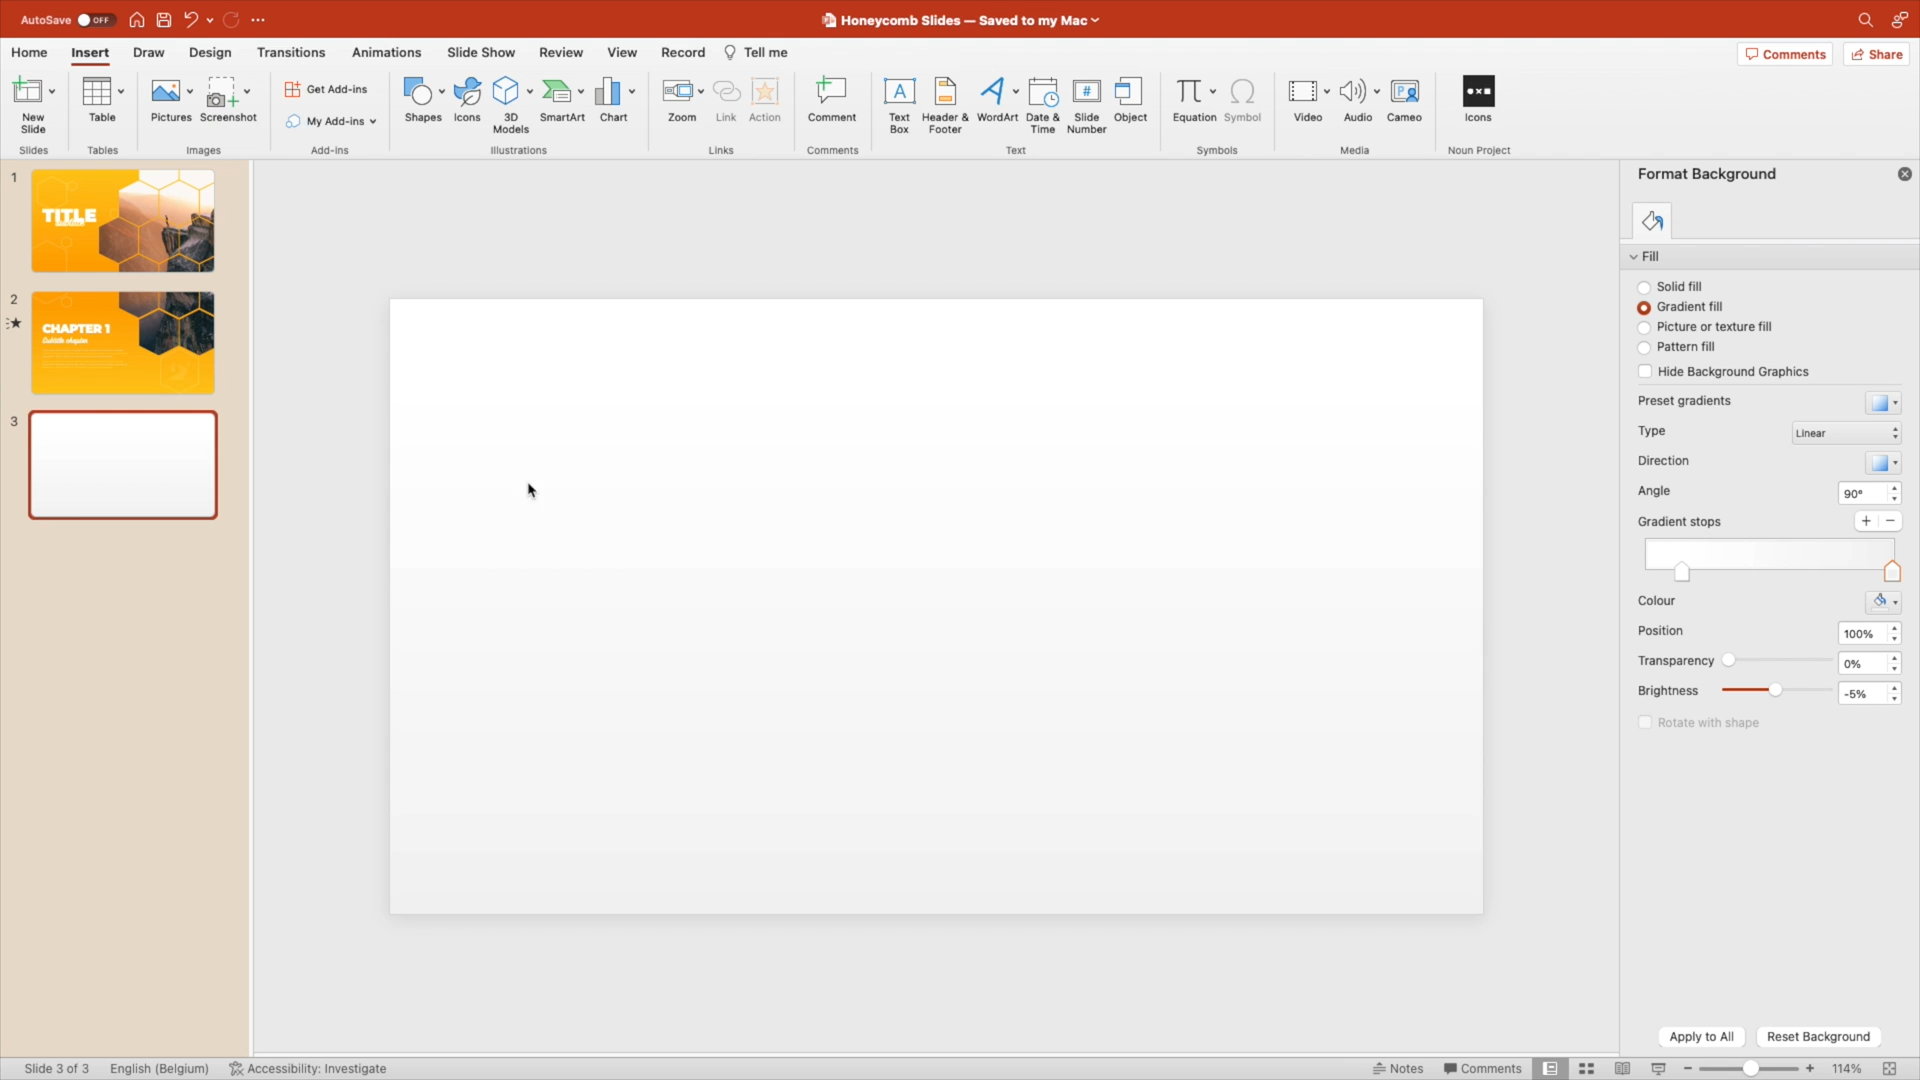 AutoSave OFF
Honeycomb Slides — Saved to my Mac
Home Insert Draw Design Transitions Animations Slide Show Review View Record Tell me
Comments Share
New Slide
Table
Pictures
Screenshot
Get Add-ins
My Add-ins
Shapes
Icons
3D Models
SmartArt
Chart
Zoom
Link
Action
Comment
Text Box
Header & Footer
WordArt
Date & Time
Slide Number
Object
Equation
Symbol
Video
Audio
Cameo
Icons
Slides Tables Images Add-ins Illustrations Links Comments Text Symbols Media Noun Project
1
TITLE
2
CHAPTER 1
Subtitle chapter
3
Format Background
Fill
Solid fill
Gradient fill
Picture or texture fill
Pattern fill
Hide Background Graphics
Preset gradients
Type Linear
Direction
Angle 90°
Gradient stops
Colour
Position 100%
Transparency 0%
Brightness -5%
Rotate with shape
Apply to All Reset Background
Slide 3 of 3 English (Belgium) Accessibility: Investigate
Notes Comments 114%